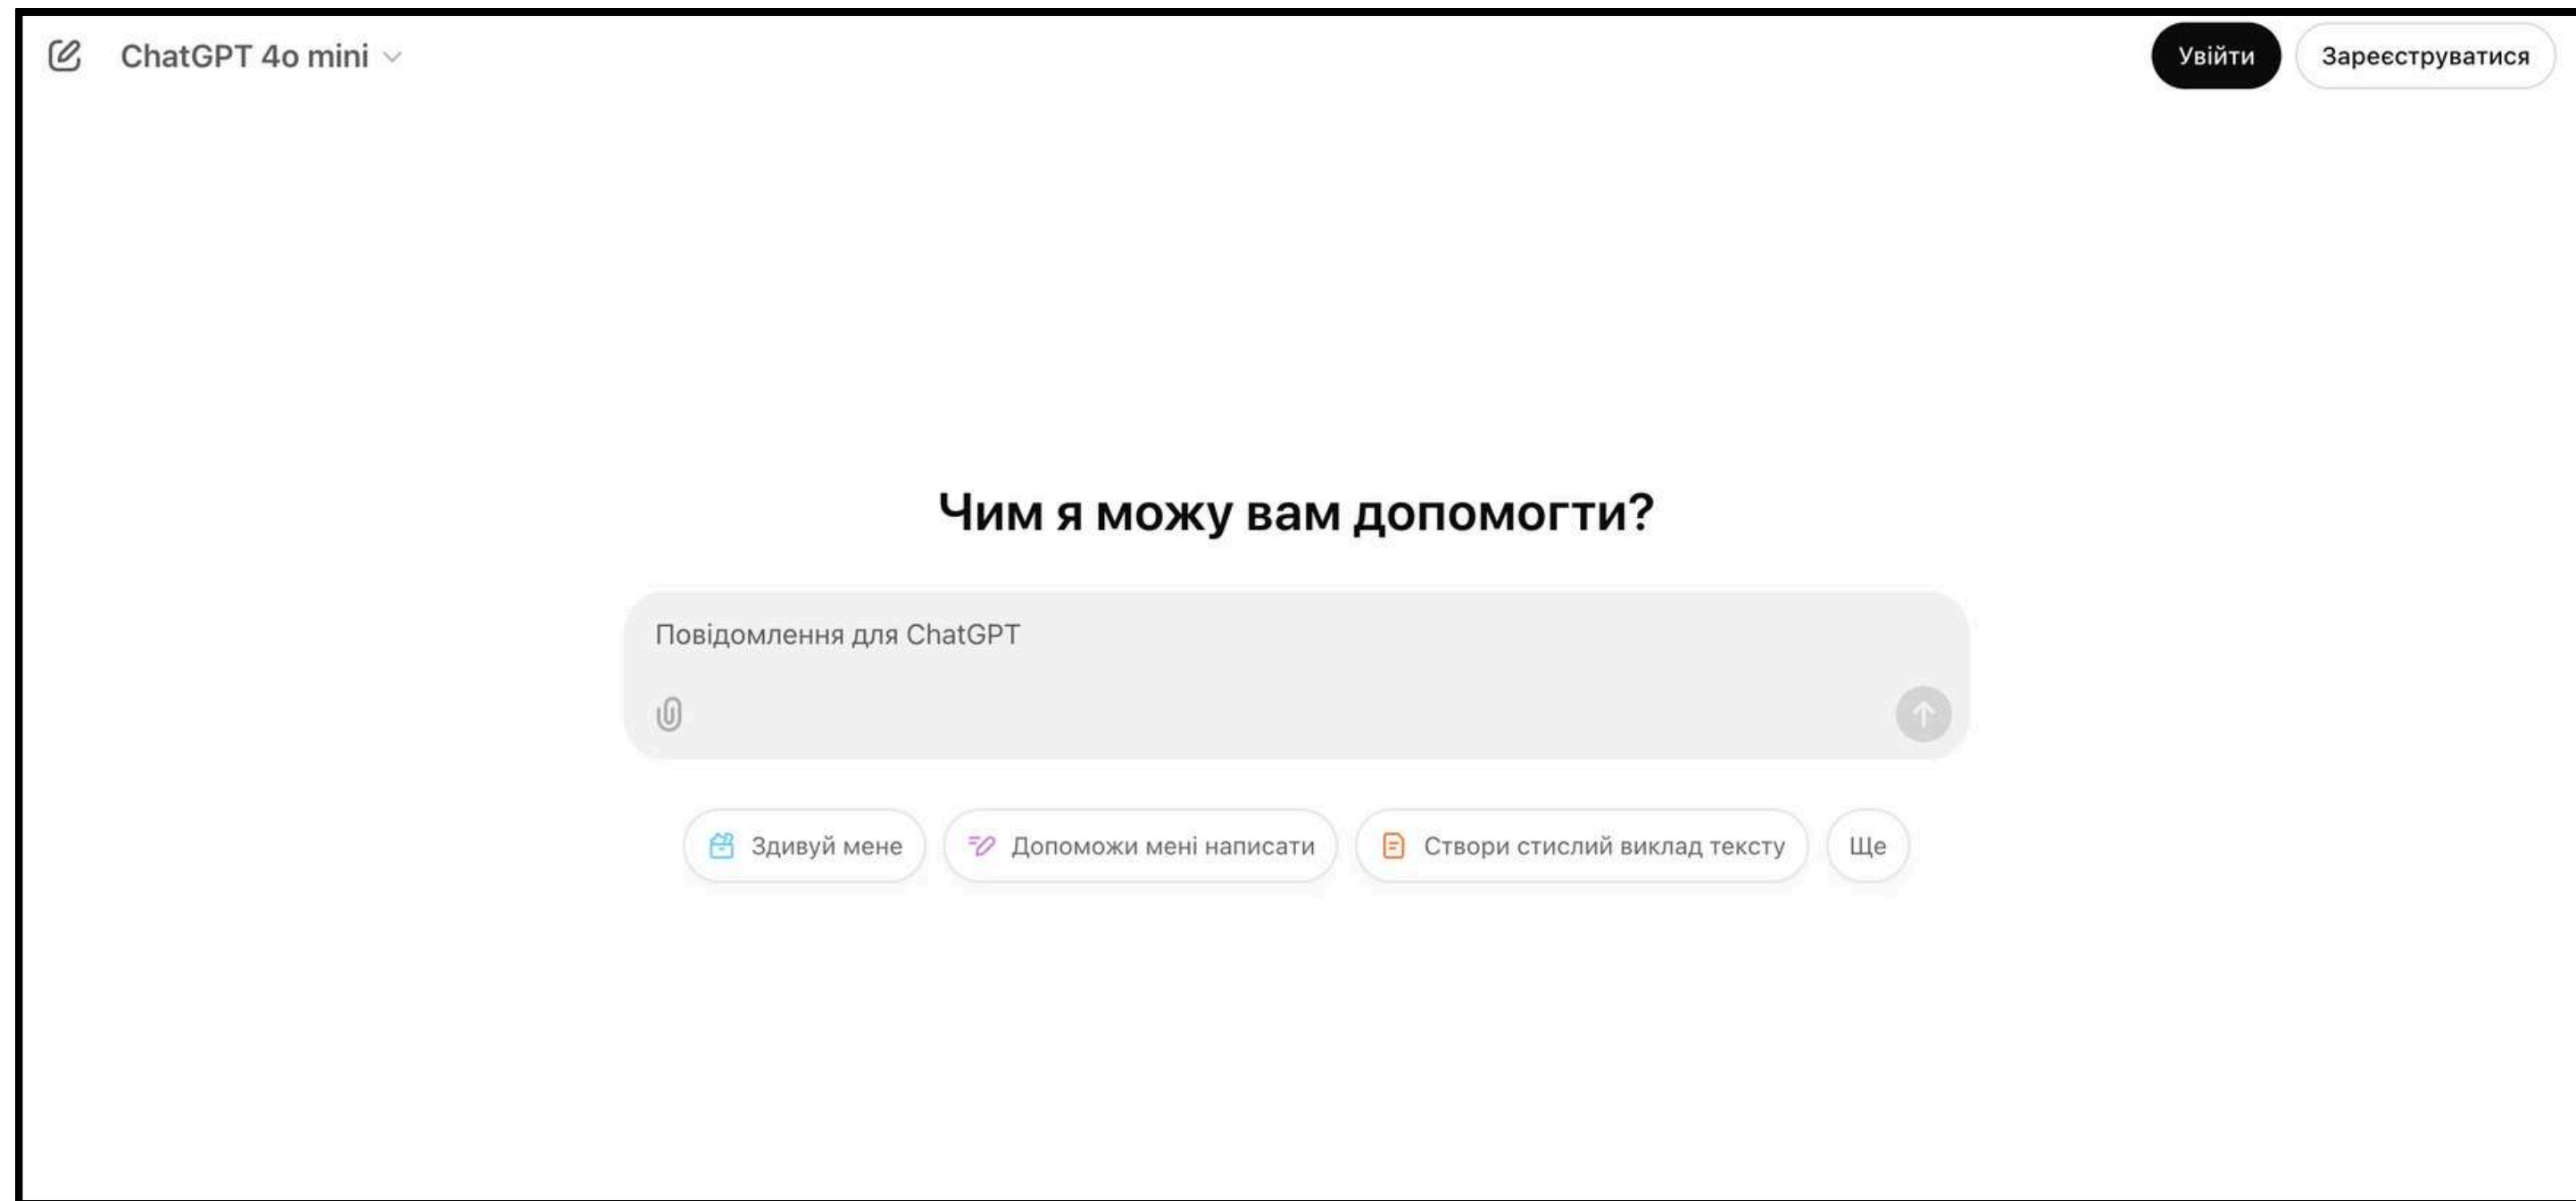 ChatGPT 4o mini
Увійти
Зареєструватися
Чим я можу вам допомогти?
Повідомлення для ChatGPT
Здивуй мене
Допоможи мені написати
Створи стислий виклад тексту
Ще